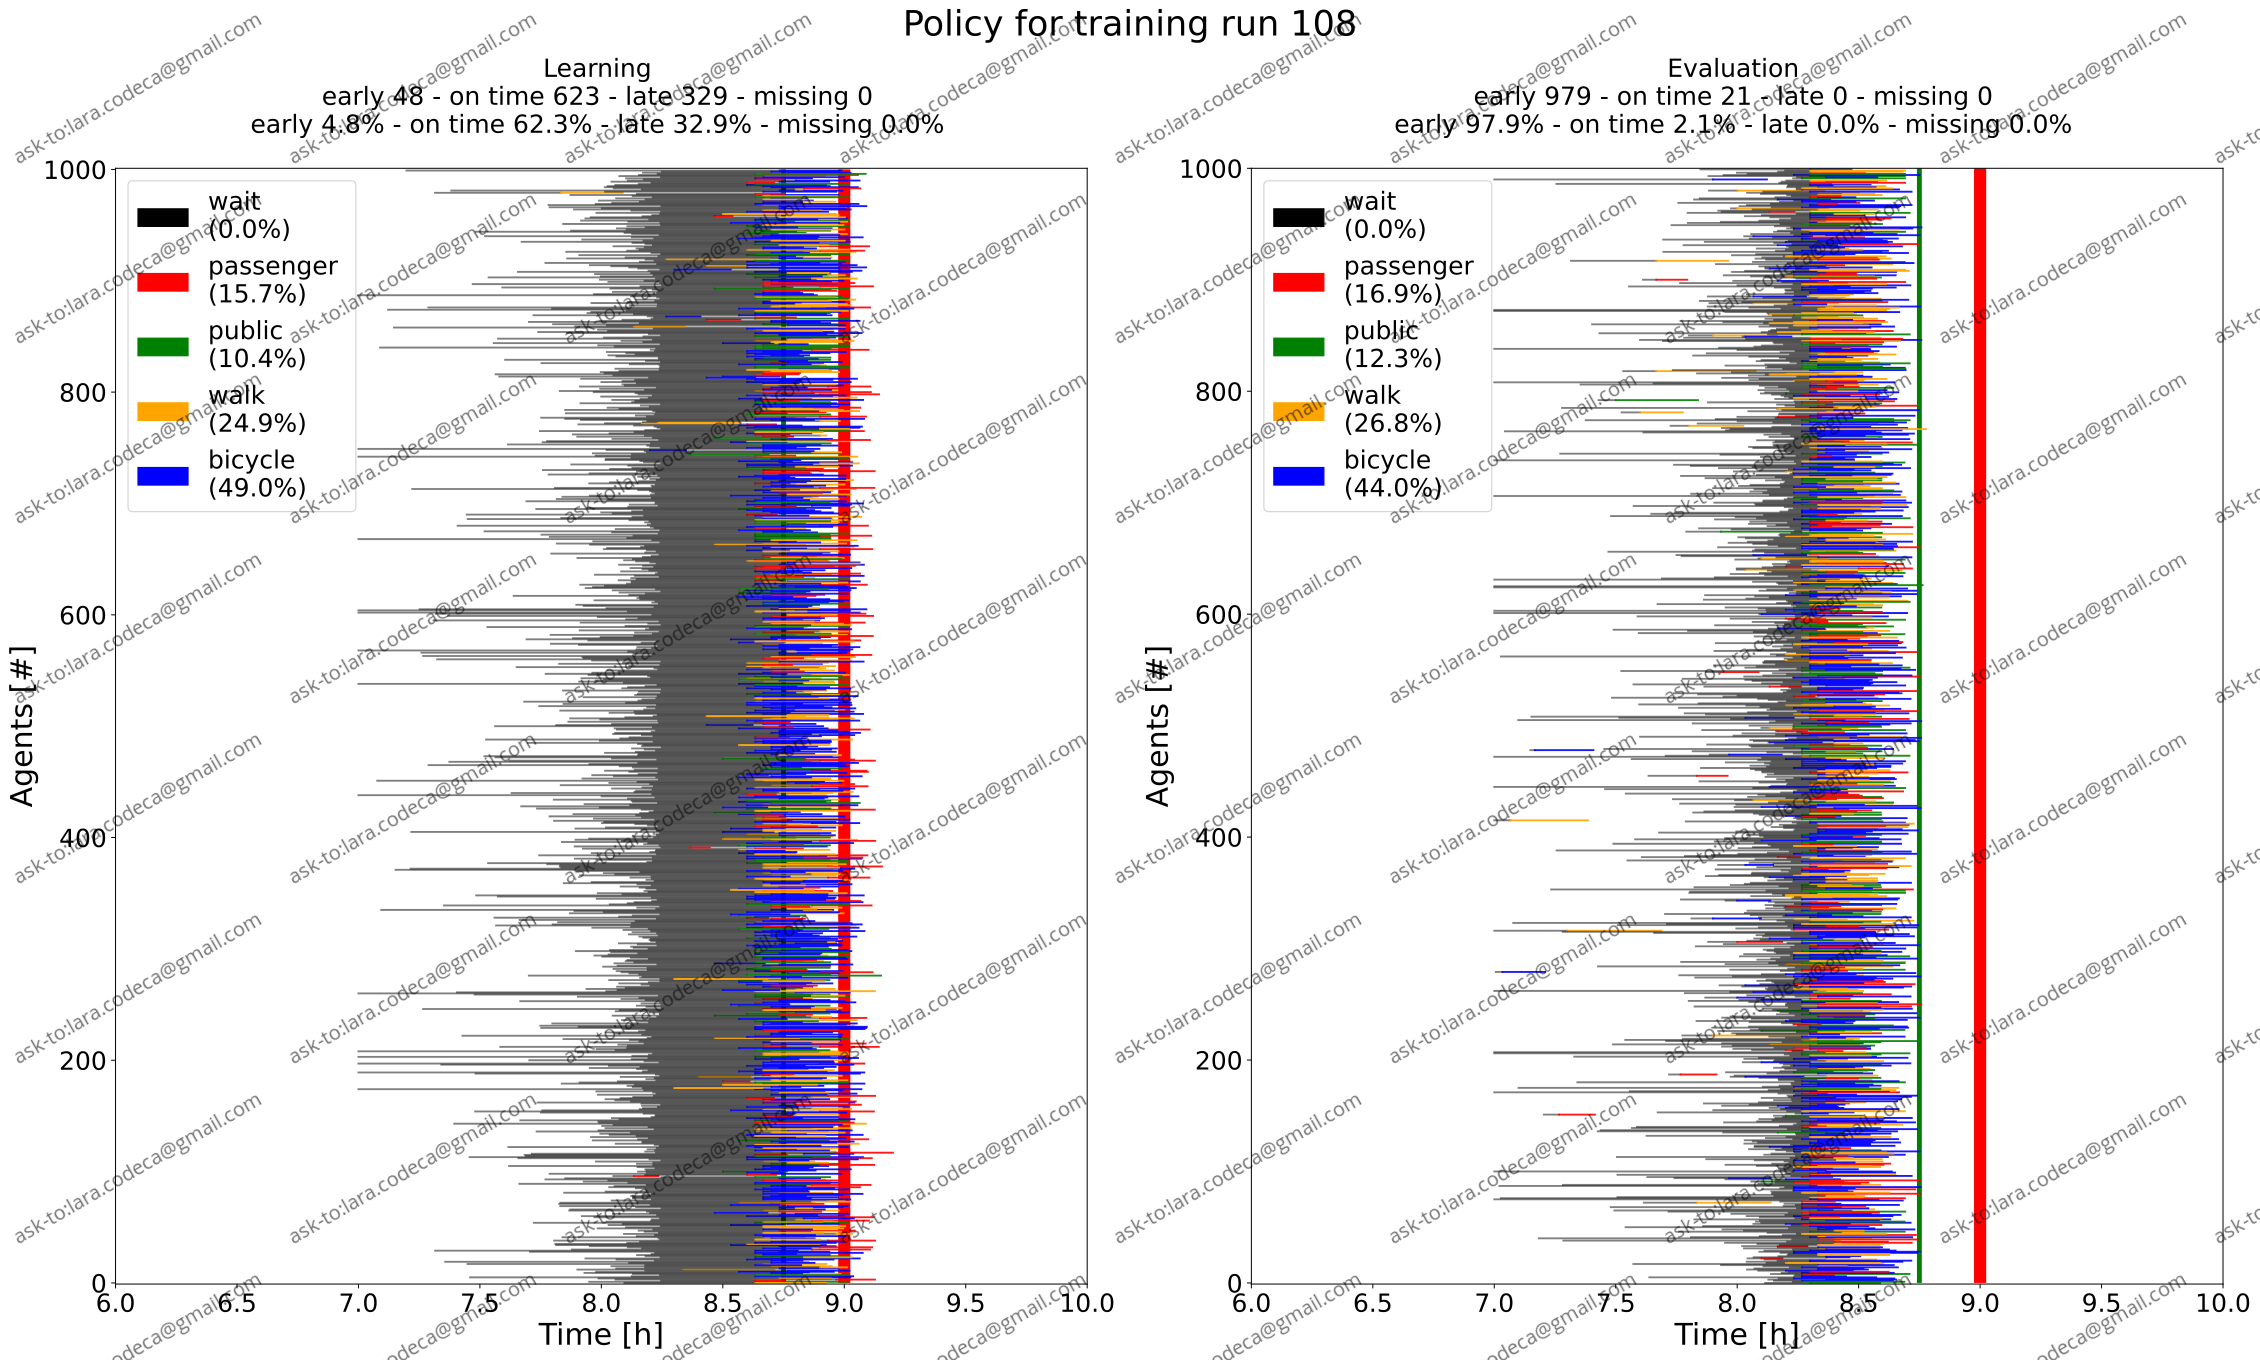 Policy for training run 108
Learning
early 48 - on time 623 - late 329 - missing 0
early 4.8% - on time 62.3% - late 32.9% - missing 0.0%
1000
800
600
400
200
0
Agents [#]
wait
(0.0%)
passenger
(15.7%)
public
(10.4%)
walk
(24.9%)
bicycle
(49.0%)
6.0 6.5 7.0 7.5 8.0 8.5 9.0 9.5 10.0
Time [h]
Evaluation
early 979 - on time 21 - late 0 - missing 0
early 97.9% - on time 2.1% - late 0.0% - missing 0.0%
1000
800
600
400
200
0
Agents [#]
wait
(0.0%)
passenger
(16.9%)
public
(12.3%)
walk
(26.8%)
bicycle
(44.0%)
6.0 6.5 7.0 7.5 8.0 8.5 9.0 9.5 10.0
Time [h]
ask-to:lara.codeca@gmail.com